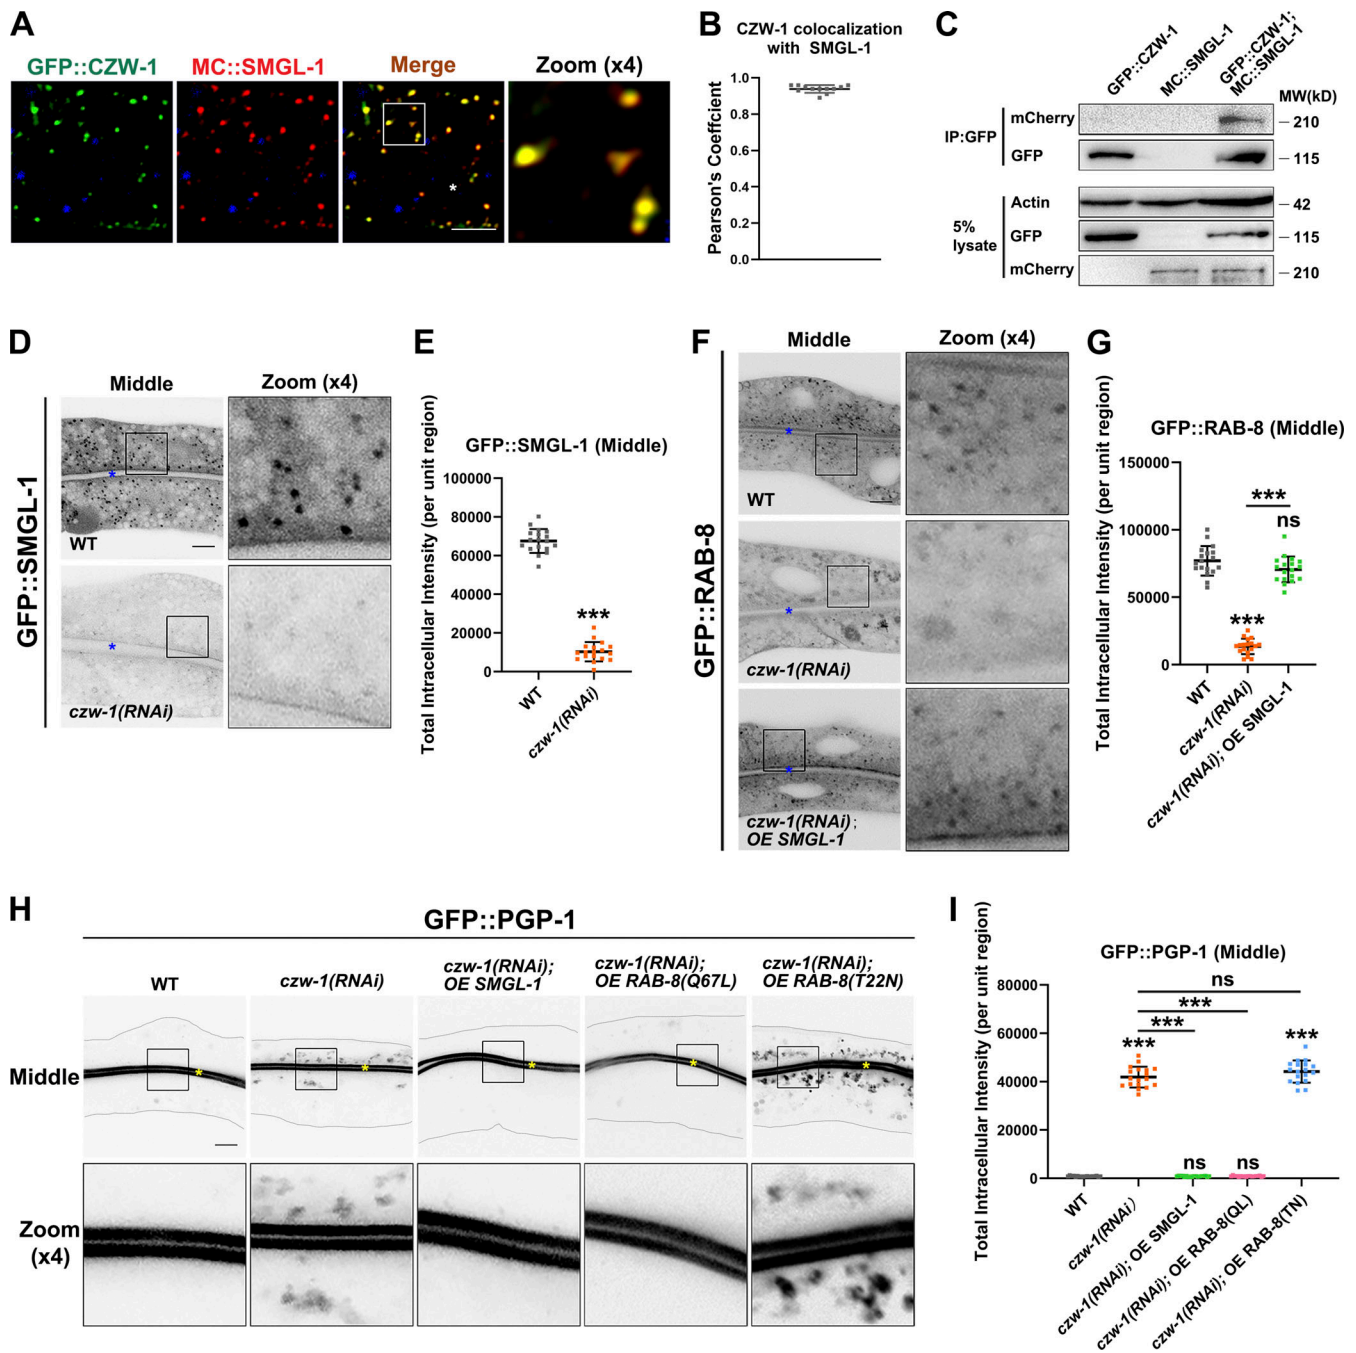 A
GFP::CZW-1
MC::SMGL-1
Merge
Zoom (x4)
*
B
CZW-1 colocalization
with SMGL-1
Pearson's Coeffcient
1.0
0.8
0.6
0.4
0.2
0.0
C
GFP::CZW-1
MC::SMGL-1
GFP::CZW-1;
MC::SMGL-1
MW(kD)
IP:GFP
mCherry
210
GFP
115
5%
lysate
Actin
42
GFP
115
mCherry
210
D
Middle
Zoom (x4)
GFP::SMGL-1
*
WT
*
czw-1(RNAi)
E
GFP::SMGL-1 (Middle)
Total Intracellular Intensity (per unit region)
100000
80000
60000
40000
20000
0
***
WT
czw-1(RNAi)
F
Middle
Zoom (x4)
GFP::RAB-8
*
WT
*
czw-1(RNAi)
*
czw-1(RNAi);
OE SMGL-1
G
GFP::RAB-8 (Middle)
Total Intracellular Intensity (per unit region)
150000
100000
50000
0
***
ns
***
WT
czw-1(RNAi)
czw-1(RNAi); OE SMGL-1
H
GFP::PGP-1
WT
czw-1(RNAi)
czw-1(RNAi);
OE SMGL-1
czw-1(RNAi);
OE RAB-8(Q67L)
czw-1(RNAi);
OE RAB-8(T22N)
Middle
*
*
*
*
*
Zoom
(x4)
I
GFP::PGP-1 (Middle)
Total Intracellular Intensity (per unit region)
80000
60000
40000
20000
0
ns
***
***
***
***
ns
ns
WT
czw-1(RNAi)
czw-1(RNAi); OE SMGL-1
czw-1(RNAi); OE RAB-8(QL)
czw-1(RNAi); OE RAB-8(TN)